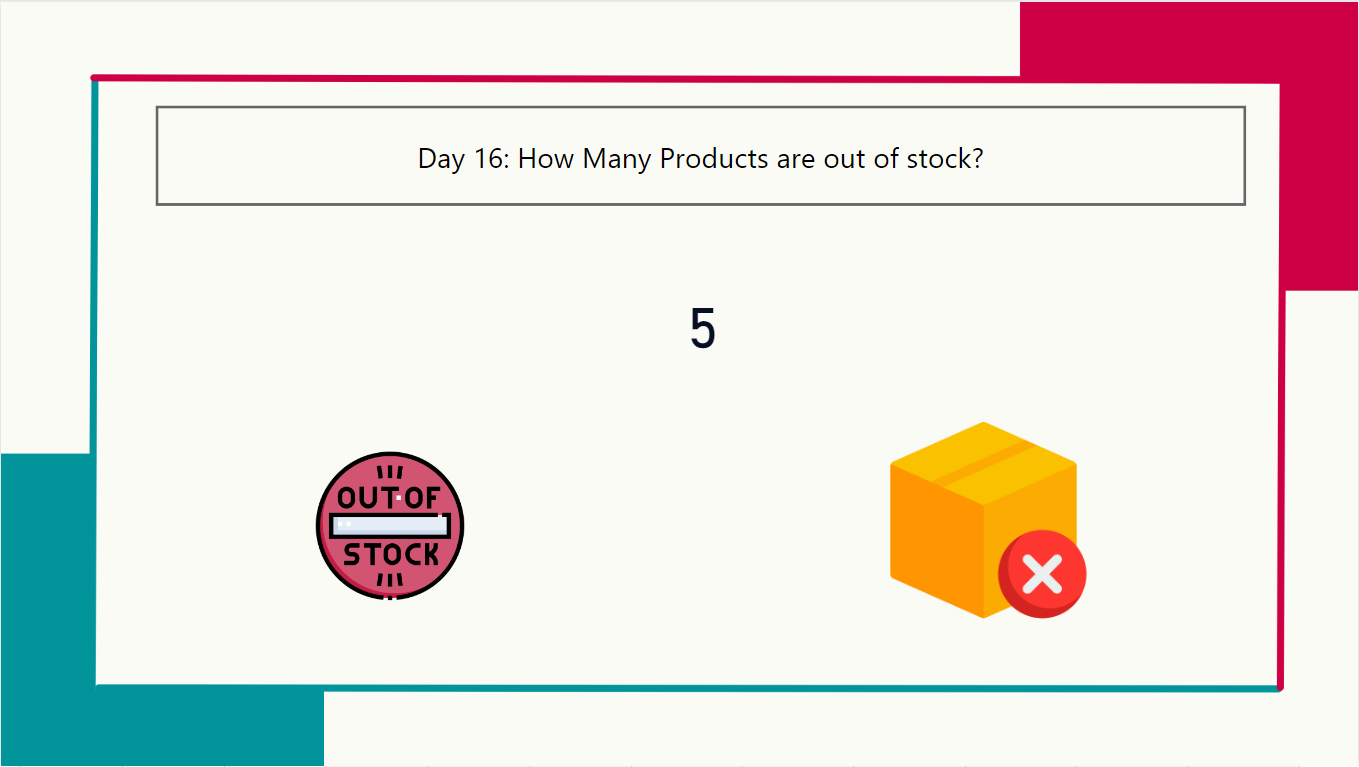 Day 16: How Many Products are out of stock?
5
OUT OF
STOCK